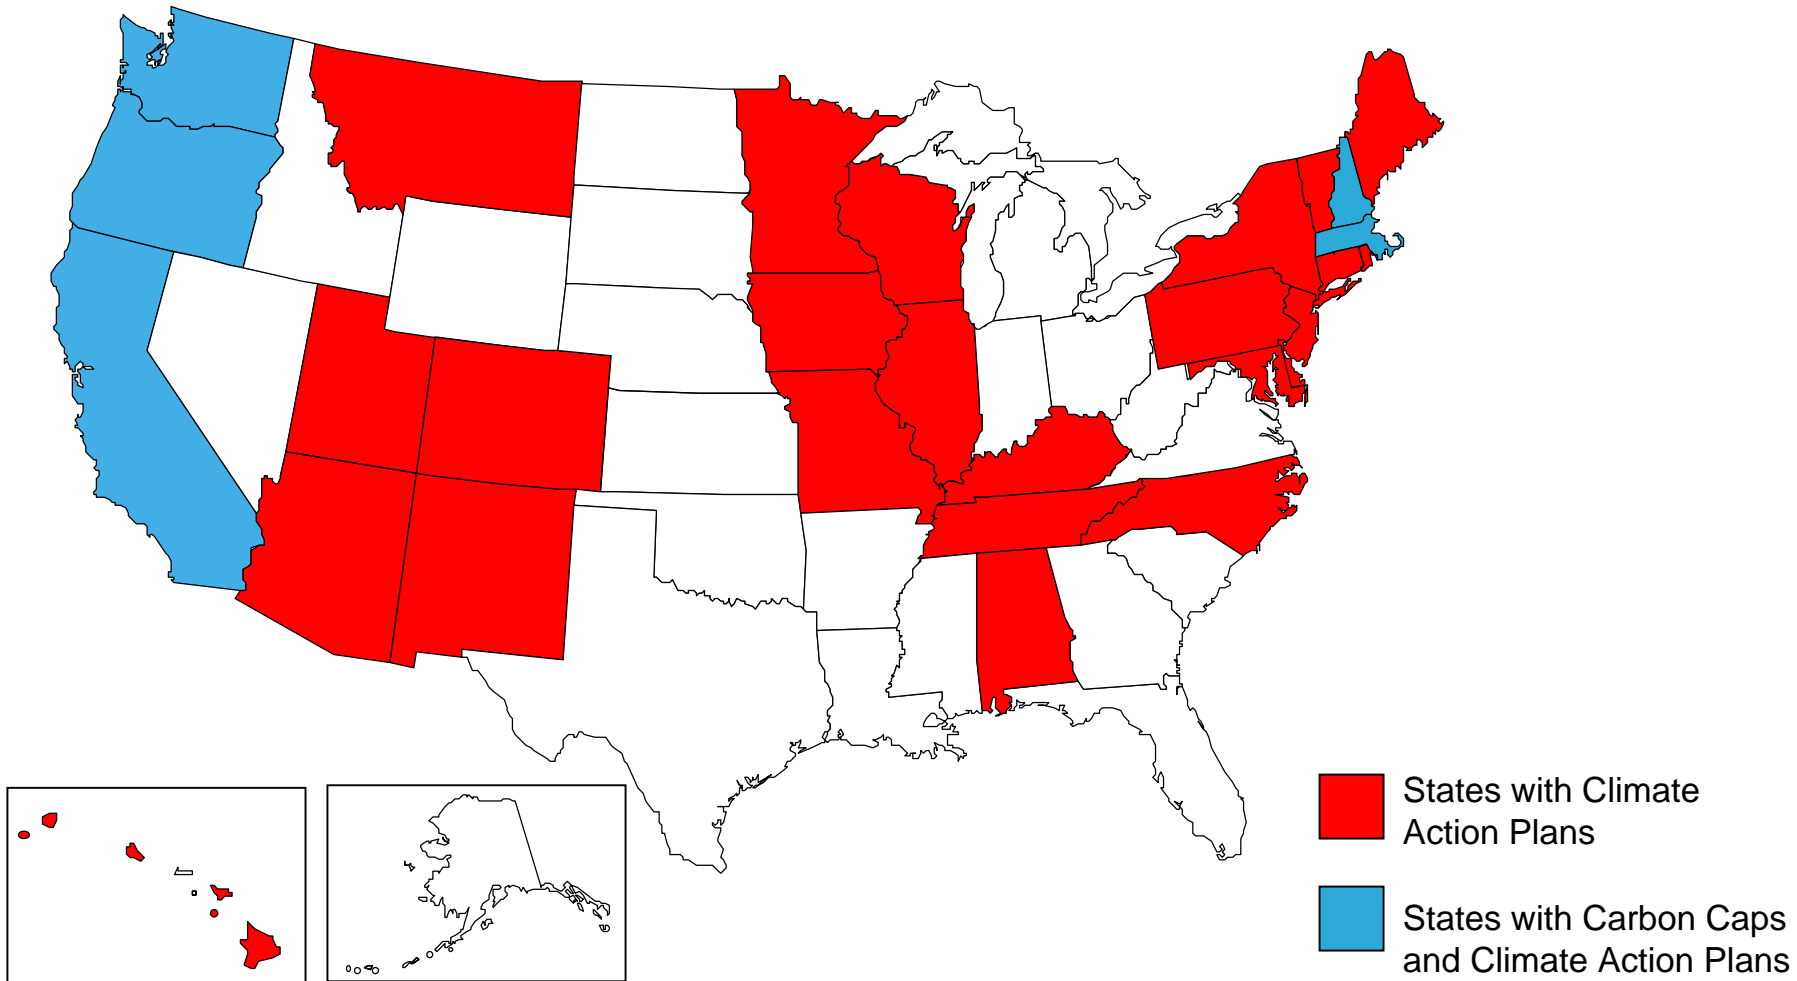 States with Climate
Action Plans
States with Carbon Caps
and Climate Action Plans